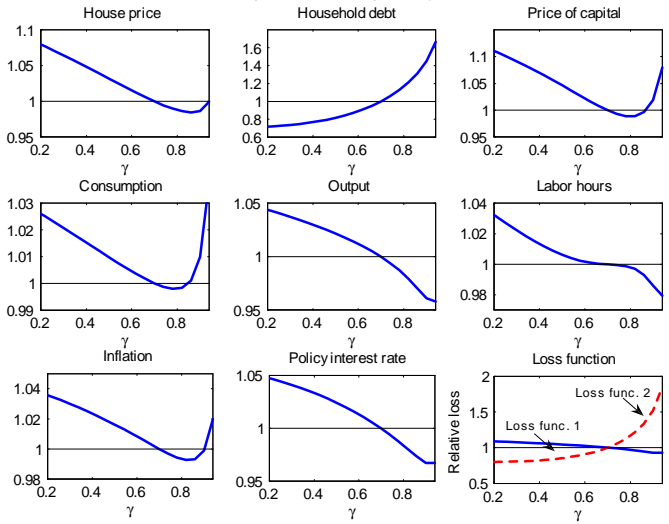 House price
Household debt
Price of capital
1.1
1.05
1
0.95
0.2 0.4 0.6 0.8
γ
1.6
1.4
1.2
1
0.8
0.6
0.2 0.4 0.6 0.8
γ
1.1
1.05
1
0.95
0.2 0.4 0.6 0.8
γ
Consumption
Output
Labor hours
1.03
1.02
1.01
1
0.99
0.2 0.4 0.6 0.8
γ
1.05
1
0.95
0.2 0.4 0.6 0.8
γ
1.04
1.02
1
0.98
0.2 0.4 0.6 0.8
γ
Inflation
Policy interest rate
Loss function
1.04
1.02
1
0.98
0.2 0.4 0.6 0.8
γ
1.05
1
0.95
0.2 0.4 0.6 0.8
γ
Relative loss
2
1.5
1
0.5
Loss func. 2
Loss func. 1
0.2 0.4 0.6 0.8
γ